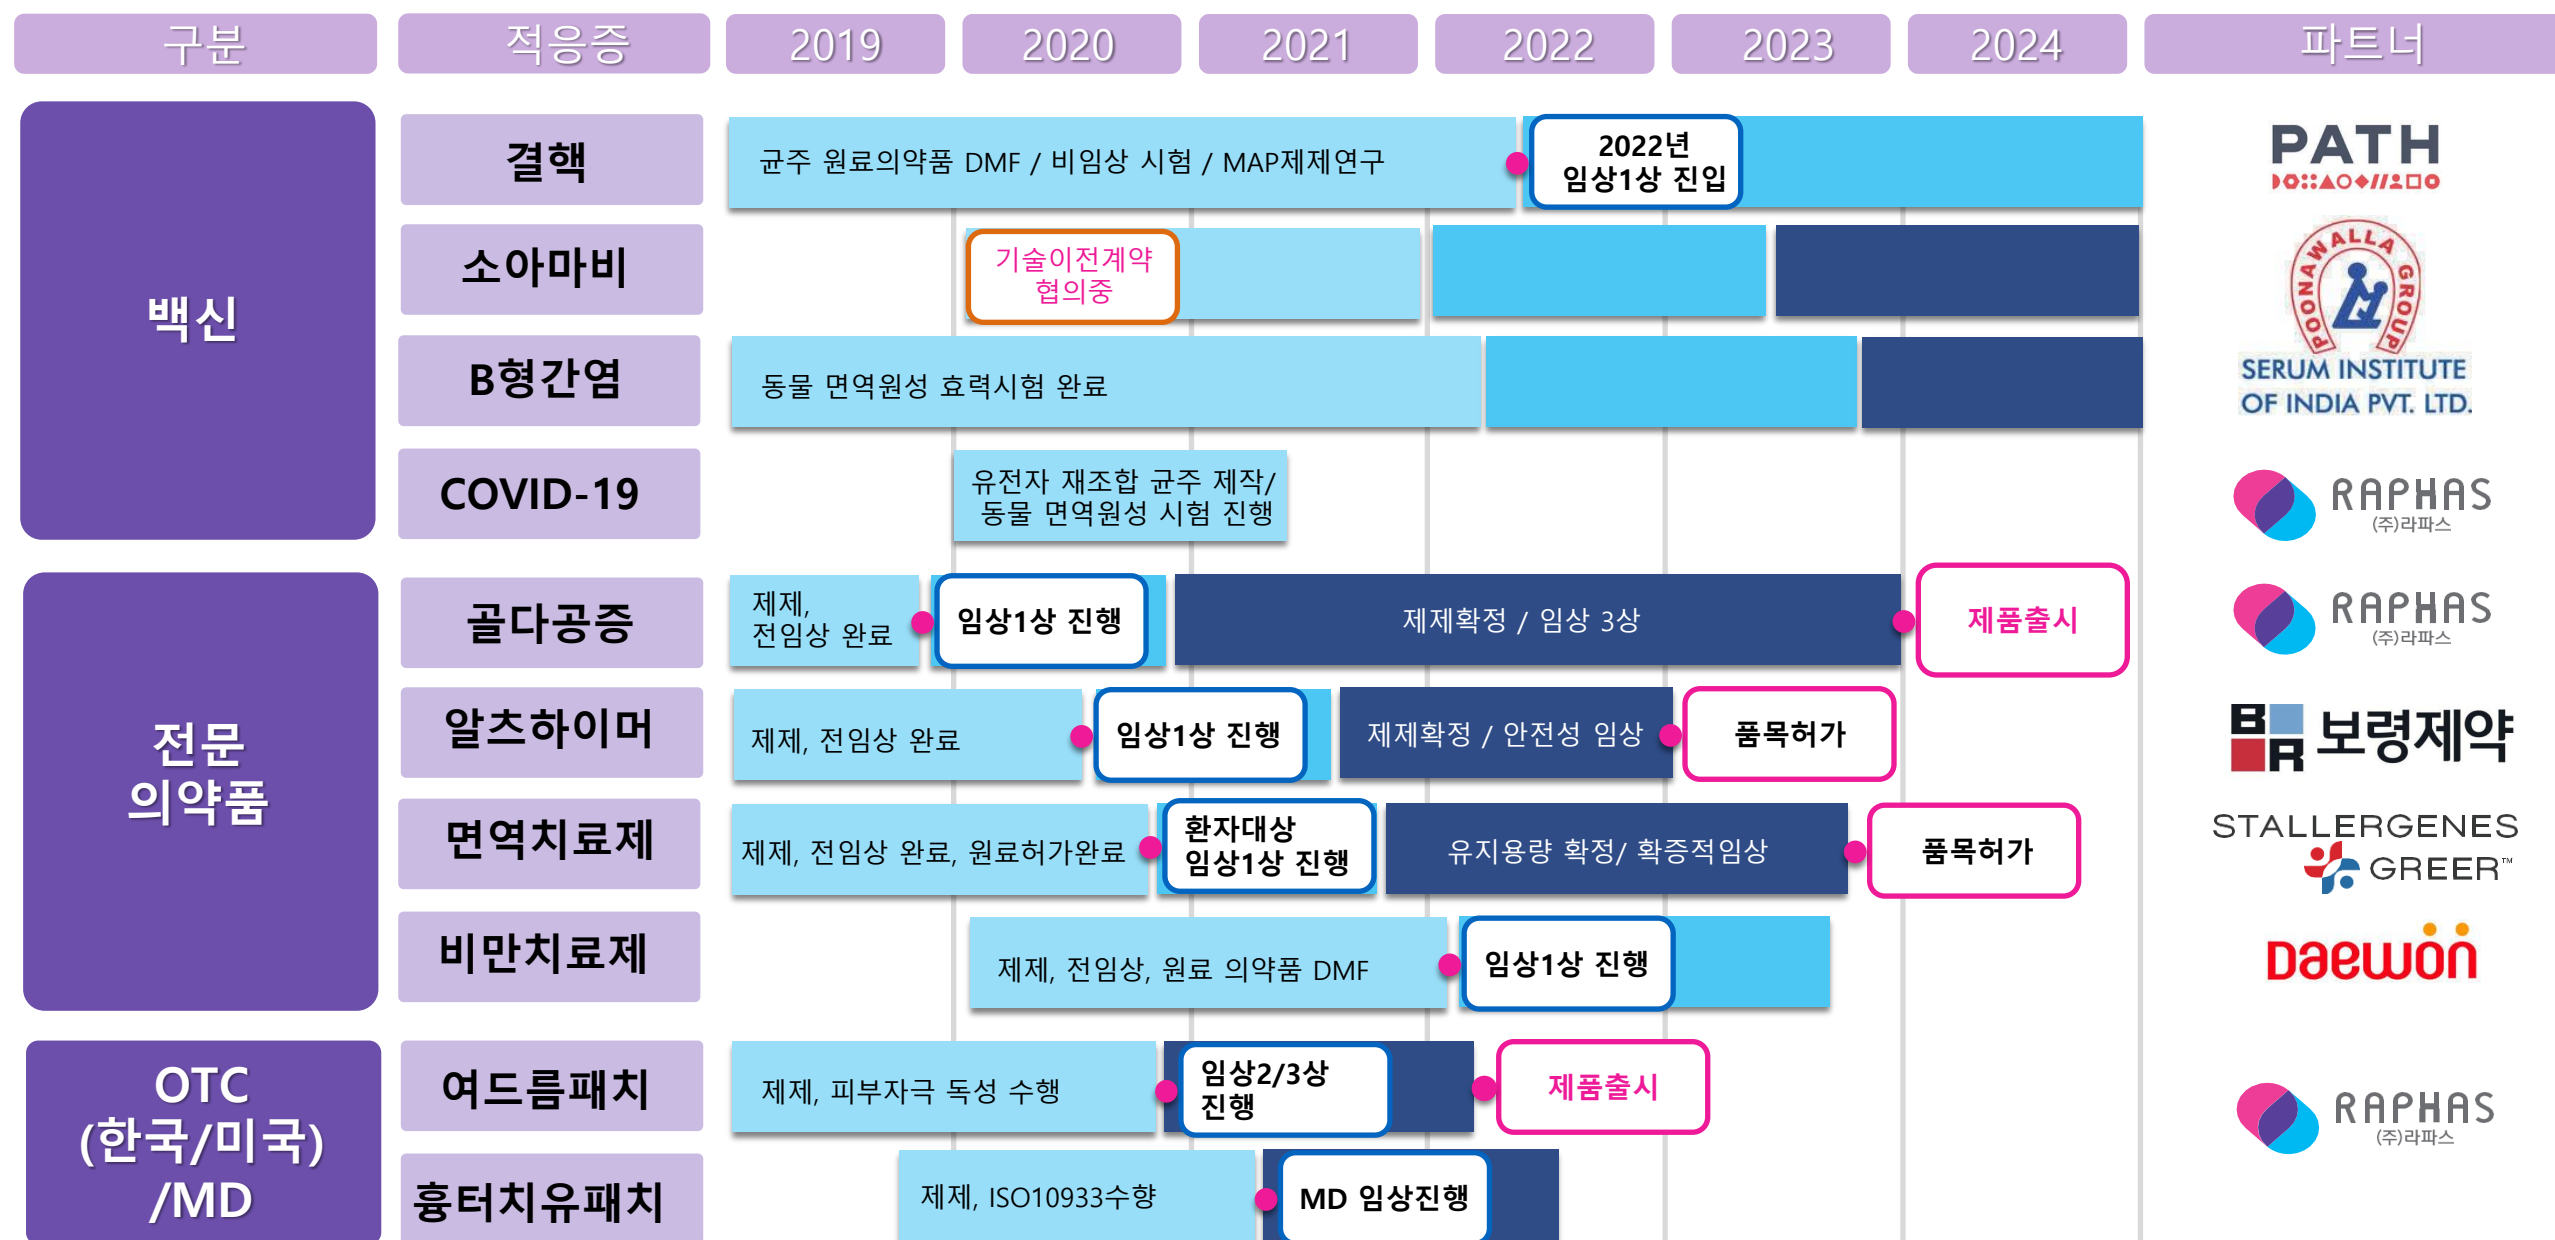 구분 적응증 2019 2020 2021 2022 2023 2024 파트너
백신
결핵
균주 원료의약품 DMF / 비임상 시험 / MAP제제연구
2022년
임상1상 진입
PATH
소아마비
기술이전계약
협의중
POONAWALLA GROUP
SERUM INSTITUTE
OF INDIA PVT. LTD.
B형간염
동물 면역원성 효력시험 완료
COVID-19
유전자 재조합 균주 제작/
동물 면역원성 시험 진행
RAPHAS
(주)라파스
전문
의약품
골다공증
제제,
전임상 완료
임상1상 진행
제제확정 / 임상 3상
제품출시
RAPHAS
(주)라파스
알츠하이머
제제, 전임상 완료
임상1상 진행
제제확정 / 안전성 임상
품목허가
BR 보령제약
면역치료제
제제, 전임상 완료, 원료허가완료
환자대상
임상1상 진행
유지용량 확정/ 확증적임상
품목허가
STALLERGENES
GREER™
비만치료제
제제, 전임상, 원료 의약품 DMF
임상1상 진행
Daewon
OTC
(한국/미국)
/MD
여드름패치
제제, 피부자극 독성 수행
임상2/3상
진행
제품출시
RAPHAS
(주)라파스
흉터치유패치
제제, ISO10933수향
MD 임상진행